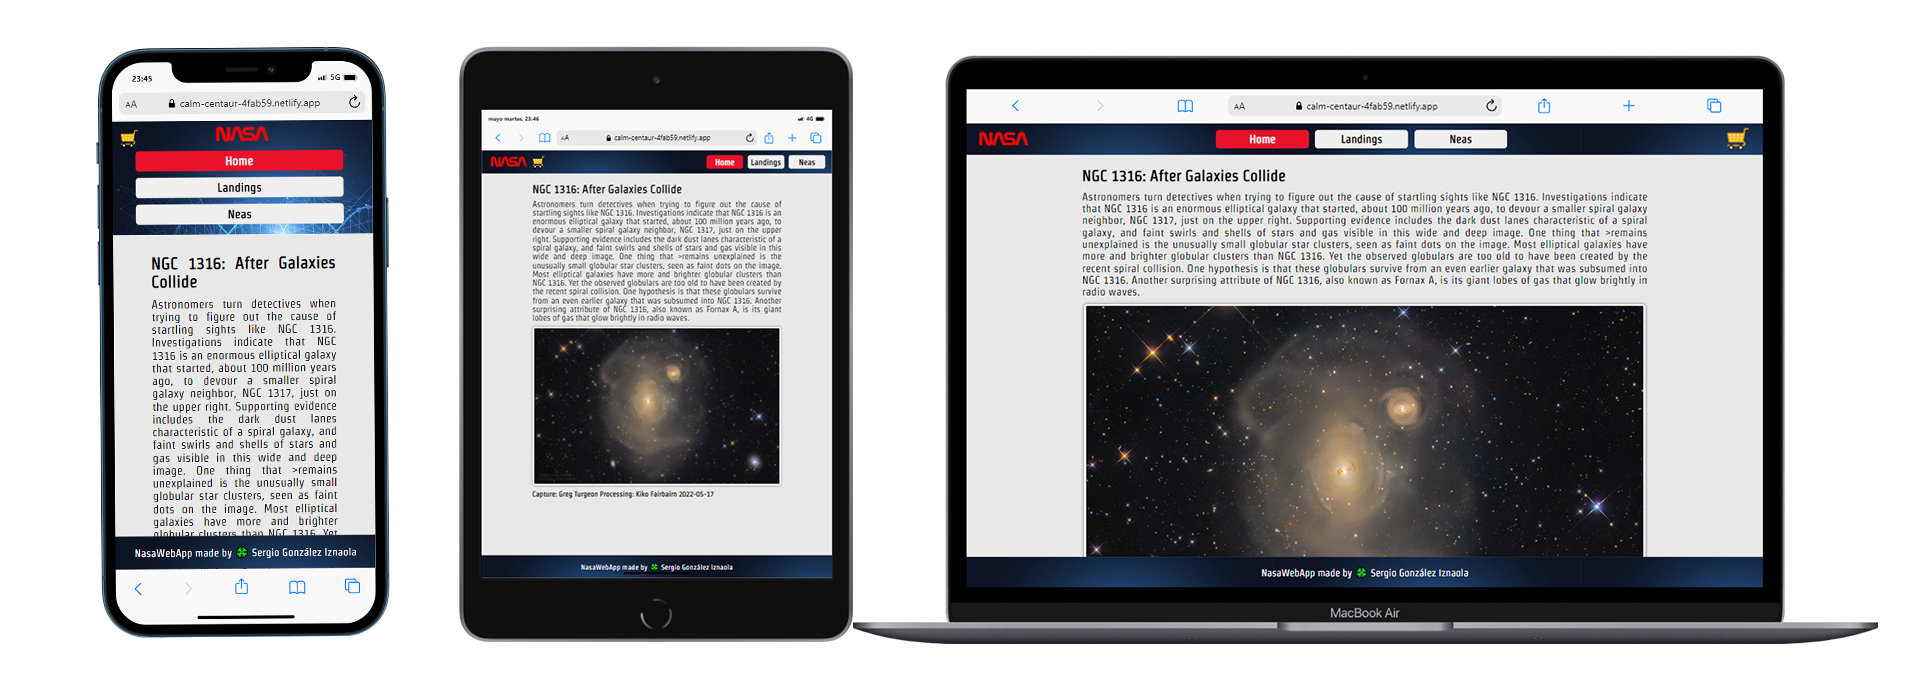 23:45
5G
AA
calm-centaur-4fab59.netlify.app
NASA
Home
Landings
Neas
NGC 1316: After Galaxies
Collide
Astronomers turn detectives when
trying to figure out the cause of
startling sights like NGC 1316.
Investigations indicate that NGC
1316 is an enormous elliptical galaxy
that started, about 100 million years
ago, to devour a smaller spiral
galaxy neighbor, NGC 1317, just on
the upper right. Supporting evidence
includes the dark dust lanes
characteristic of a spiral galaxy, and
faint swirls and shells of stars and
gas visible in this wide and deep
image. One thing that >remains
unexplained is the unusually small
globular star clusters, seen as faint
dots on the image. Most elliptical
galaxies have more and brighter
globular clusters than NGC 1316. Yet
NasaWebApp made by 🍀 Sergio González Iznaola
mayo martes, 23:46
4G
AA
calm-centaur-4fab59.netlify.app
NASA
Home
Landings
Neas
NGC 1316: After Galaxies Collide
Astronomers turn detectives when trying to figure out the cause of
startling sights like NGC 1316. Investigations indicate that NGC 1316 is an
enormous elliptical galaxy that started, about 100 million years ago, to
devour a smaller spiral galaxy neighbor, NGC 1317, just on the upper
right. Supporting evidence includes the dark dust lanes characteristic of a
spiral galaxy, and faint swirls and shells of stars and gas visible in this
wide and deep image. One thing that >remains unexplained is the
unusually small globular star clusters, seen as faint dots on the image.
Most elliptical galaxies have more and brighter globular clusters than
NGC 1316. Yet the observed globulars are too old to have been created by
the recent spiral collision. One hypothesis is that these globulars survive
from an even earlier galaxy that was subsumed into NGC 1316. Another
surprising attribute of NGC 1316, also known as Fornax A, is its giant
lobes of gas that glow brightly in radio waves.
Capture: Greg Turgeon Processing: Kiko Fairbairn 2022-05-17
NasaWebApp made by 🍀 Sergio González Iznaola
AA
calm-centaur-4fab59.netlify.app
NASA
Home
Landings
Neas
NGC 1316: After Galaxies Collide
Astronomers turn detectives when trying to figure out the cause of startling sights like NGC 1316. Investigations indicate
that NGC 1316 is an enormous elliptical galaxy that started, about 100 million years ago, to devour a smaller spiral galaxy
neighbor, NGC 1317, just on the upper right. Supporting evidence includes the dark dust lanes characteristic of a spiral
galaxy, and faint swirls and shells of stars and gas visible in this wide and deep image. One thing that >remains
unexplained is the unusually small globular star clusters, seen as faint dots on the image. Most elliptical galaxies have
more and brighter globular clusters than NGC 1316. Yet the observed globulars are too old to have been created by the
recent spiral collision. One hypothesis is that these globulars survive from an even earlier galaxy that was subsumed into
NGC 1316. Another surprising attribute of NGC 1316, also known as Fornax A, is its giant lobes of gas that glow brightly in
radio waves.
NasaWebApp made by 🍀 Sergio González Iznaola
MacBook Air